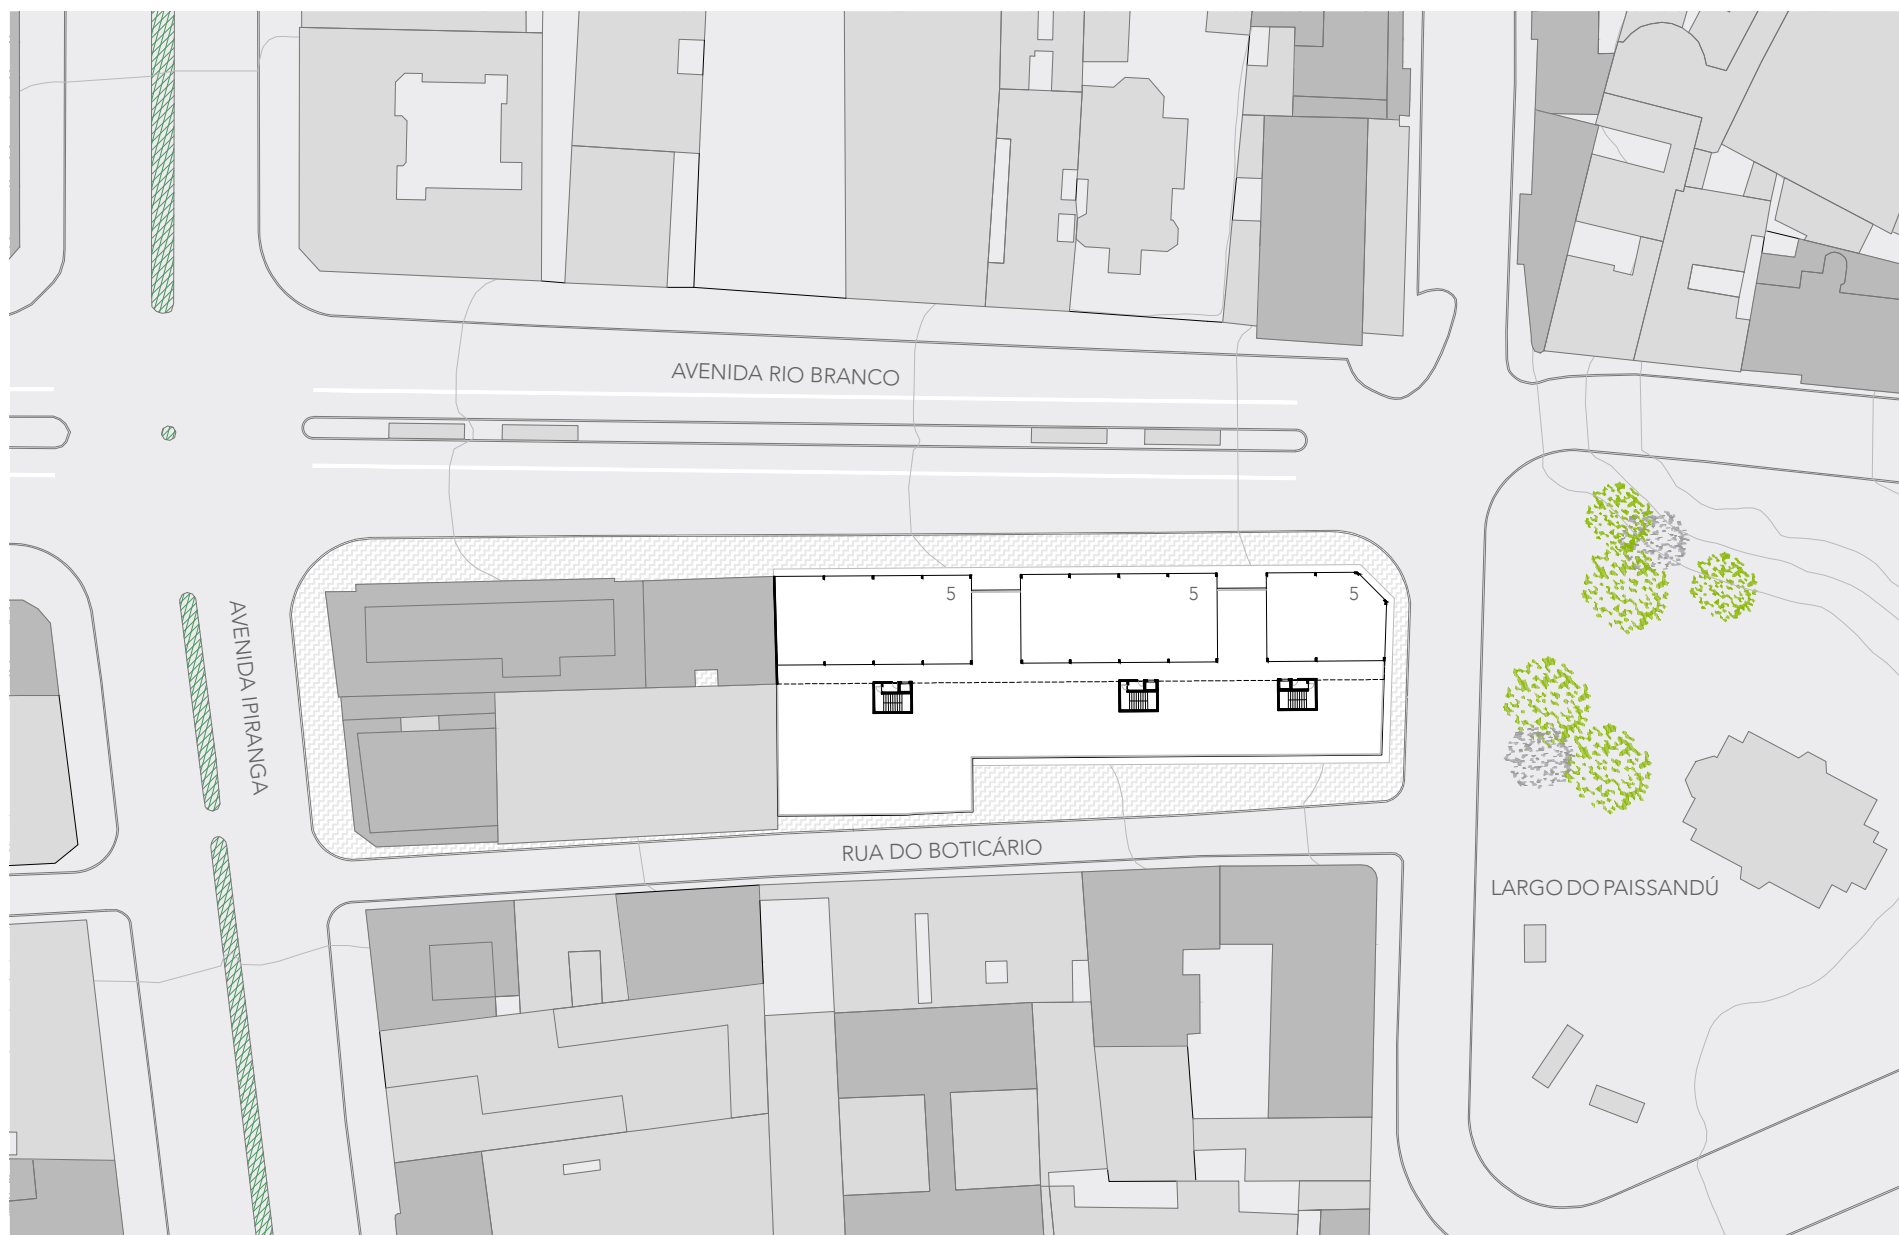 AVENIDA RIO BRANCO
5
5
5
AVENIDA IPIRANGA
RUA DO BOTICÁRIO
LARGO DO PAISSANDÚ